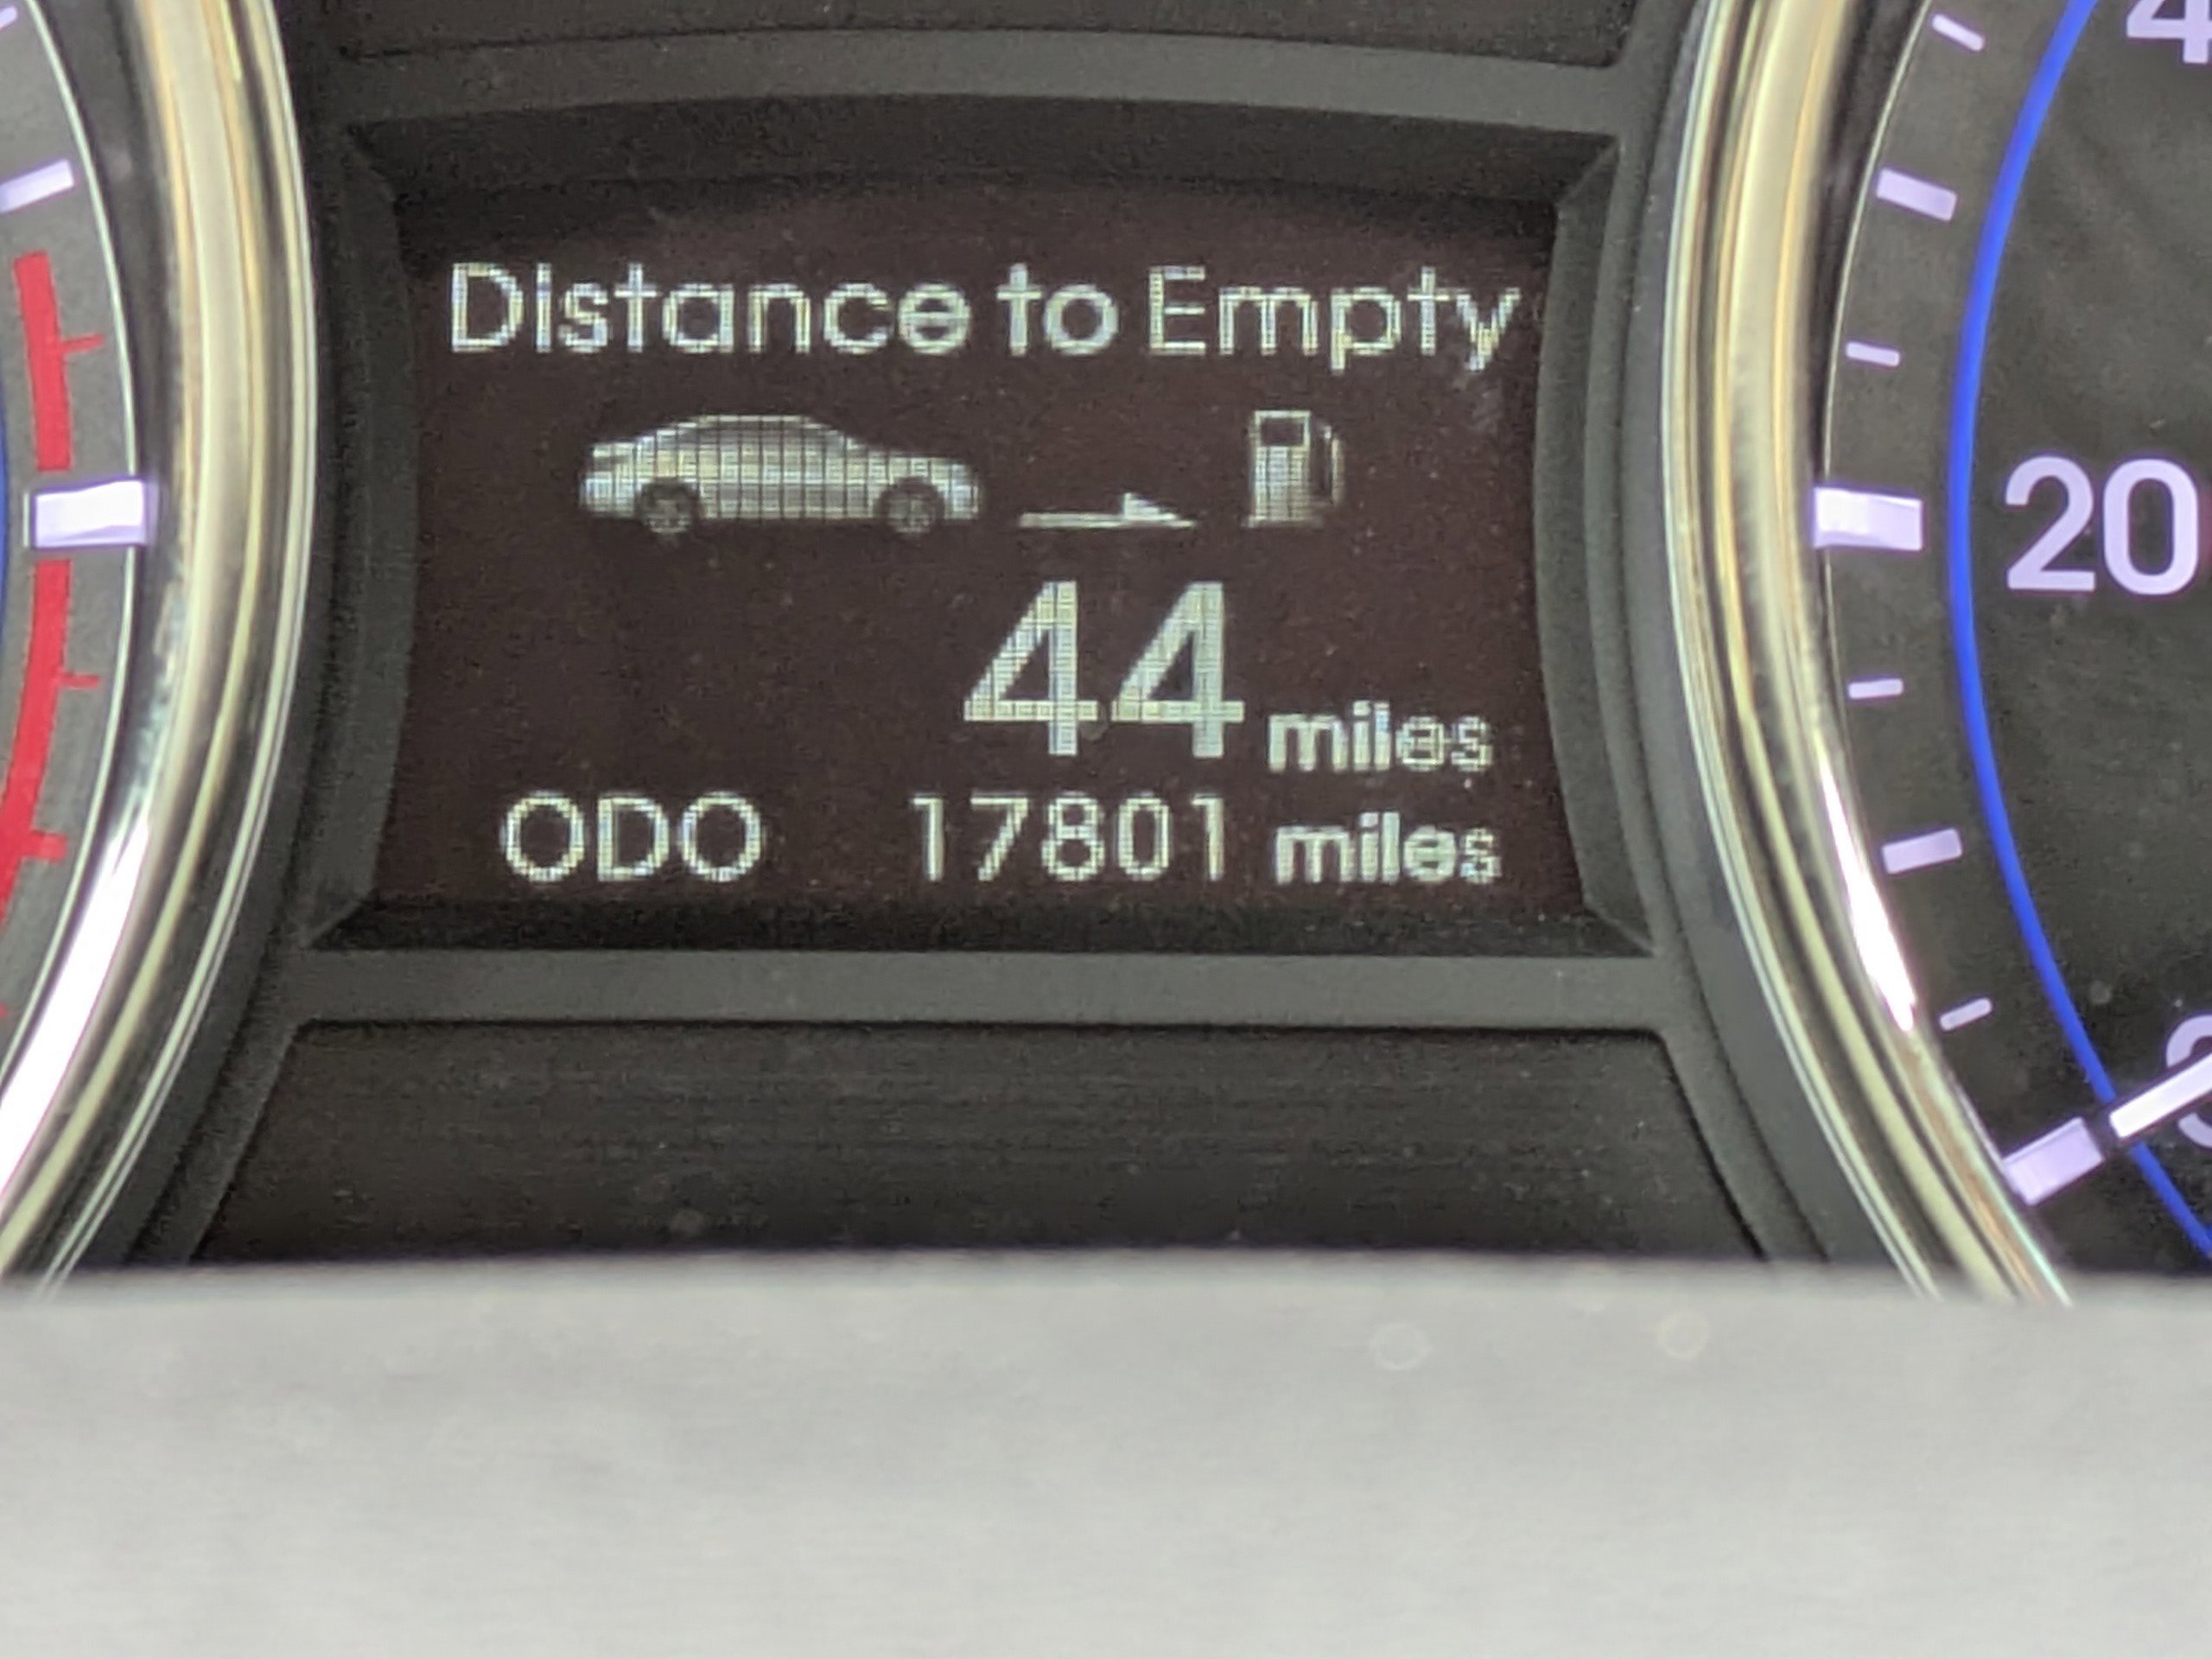 Distance to Empty
44 miles
ODO 17801 miles
20